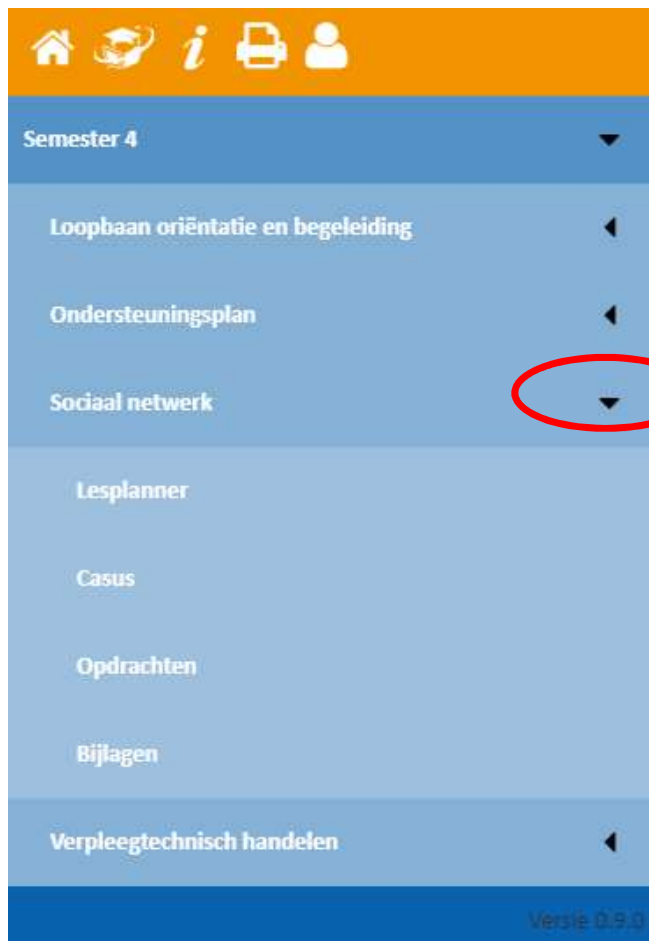 Semester 4
Loopbaan oriëntatie en begeleiding
Ondersteuningsplan
Sociaal netwerk
Lesplanner
Casus
Opdrachten
Bijlagen
Verpleegtechnisch handelen
Versie 0.9.0